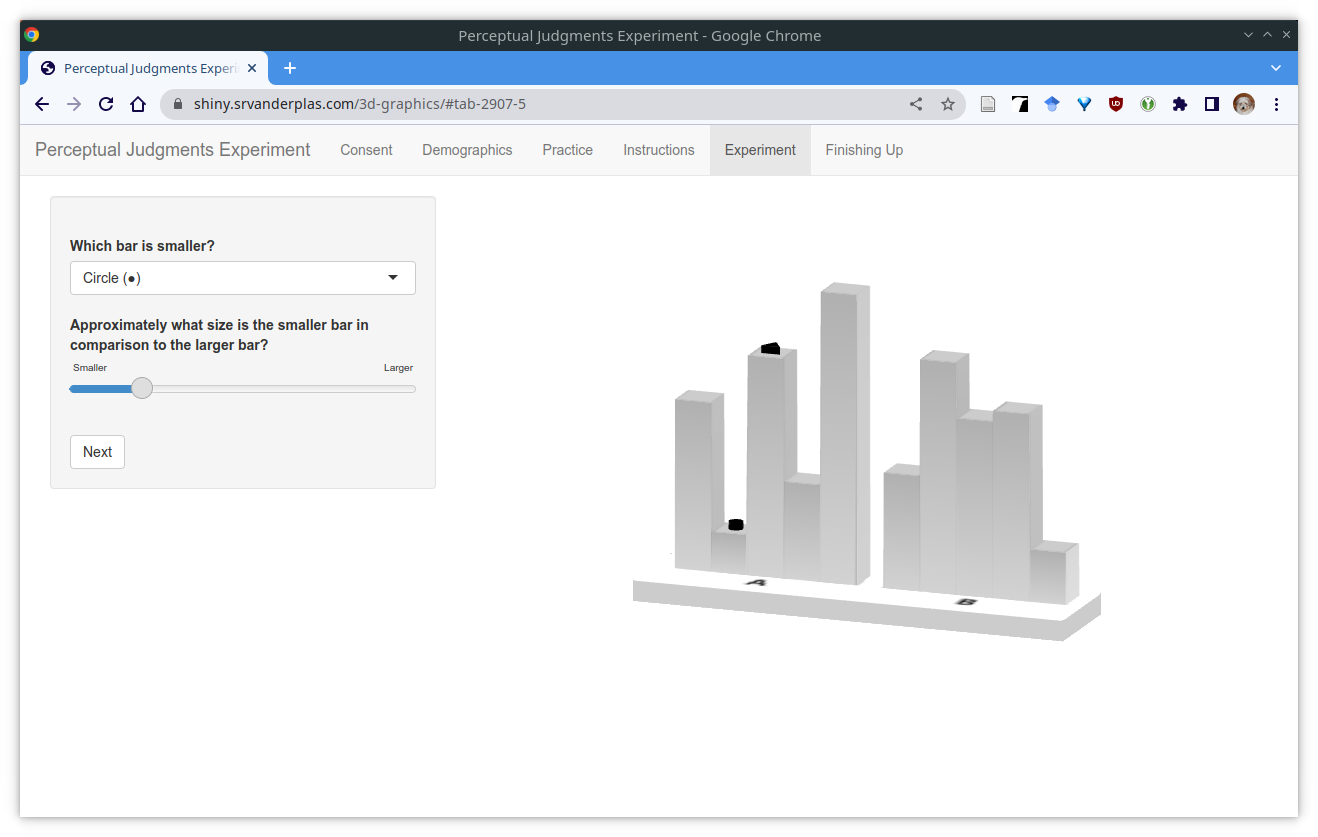 Perceptual Judgments Experiment - Google Chrome
Perceptual Judgments Experi
shiny.srvanderplas.com/3d-graphics/#tab-2907-5
Perceptual Judgments Experiment Consent Demographics Practice Instructions Experiment Finishing Up
Which bar is smaller?
Circle (●)
Approximately what size is the smaller bar in
comparison to the larger bar?
Smaller Larger
Next
A
B